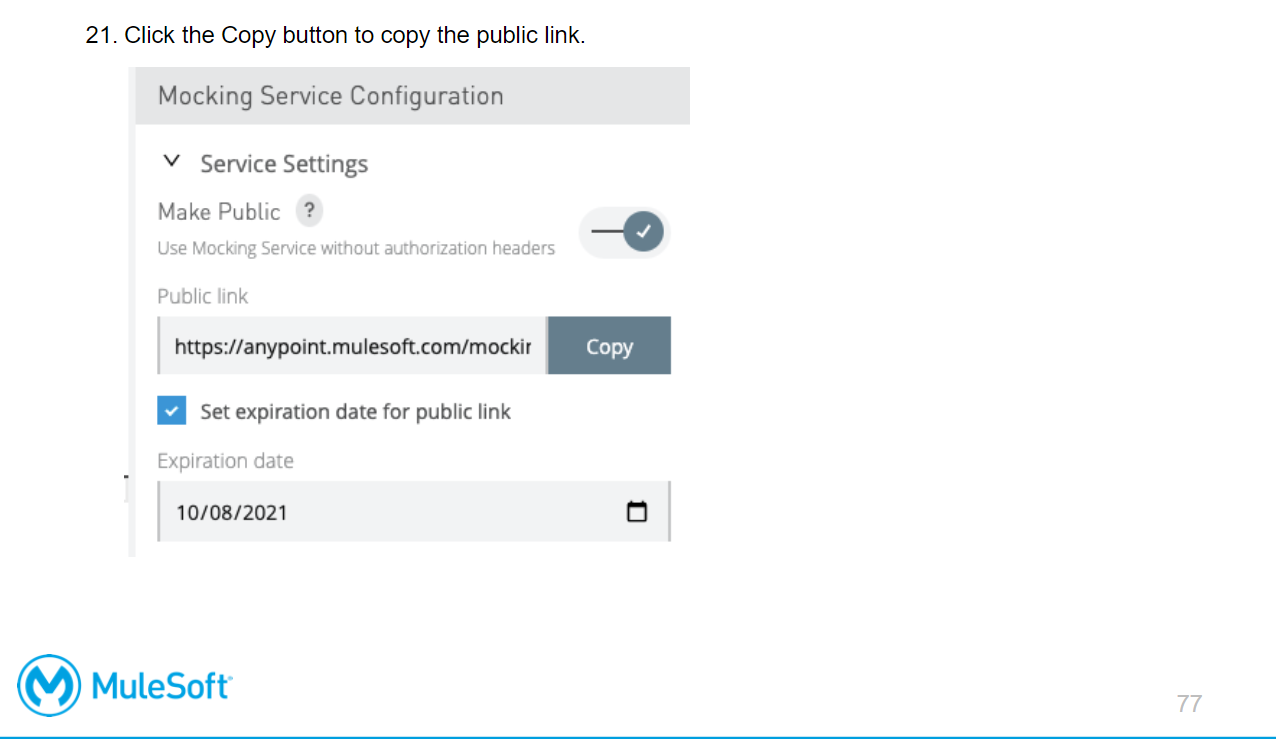 21. Click the Copy button to copy the public link.
Mocking Service Configuration
Service Settings
Make Public ?
Use Mocking Service without authorization headers
Public link
https://anypoint.mulesoft.com/mockin
Copy
Set expiration date for public link
Expiration date
10/08/2021
MuleSoft
77